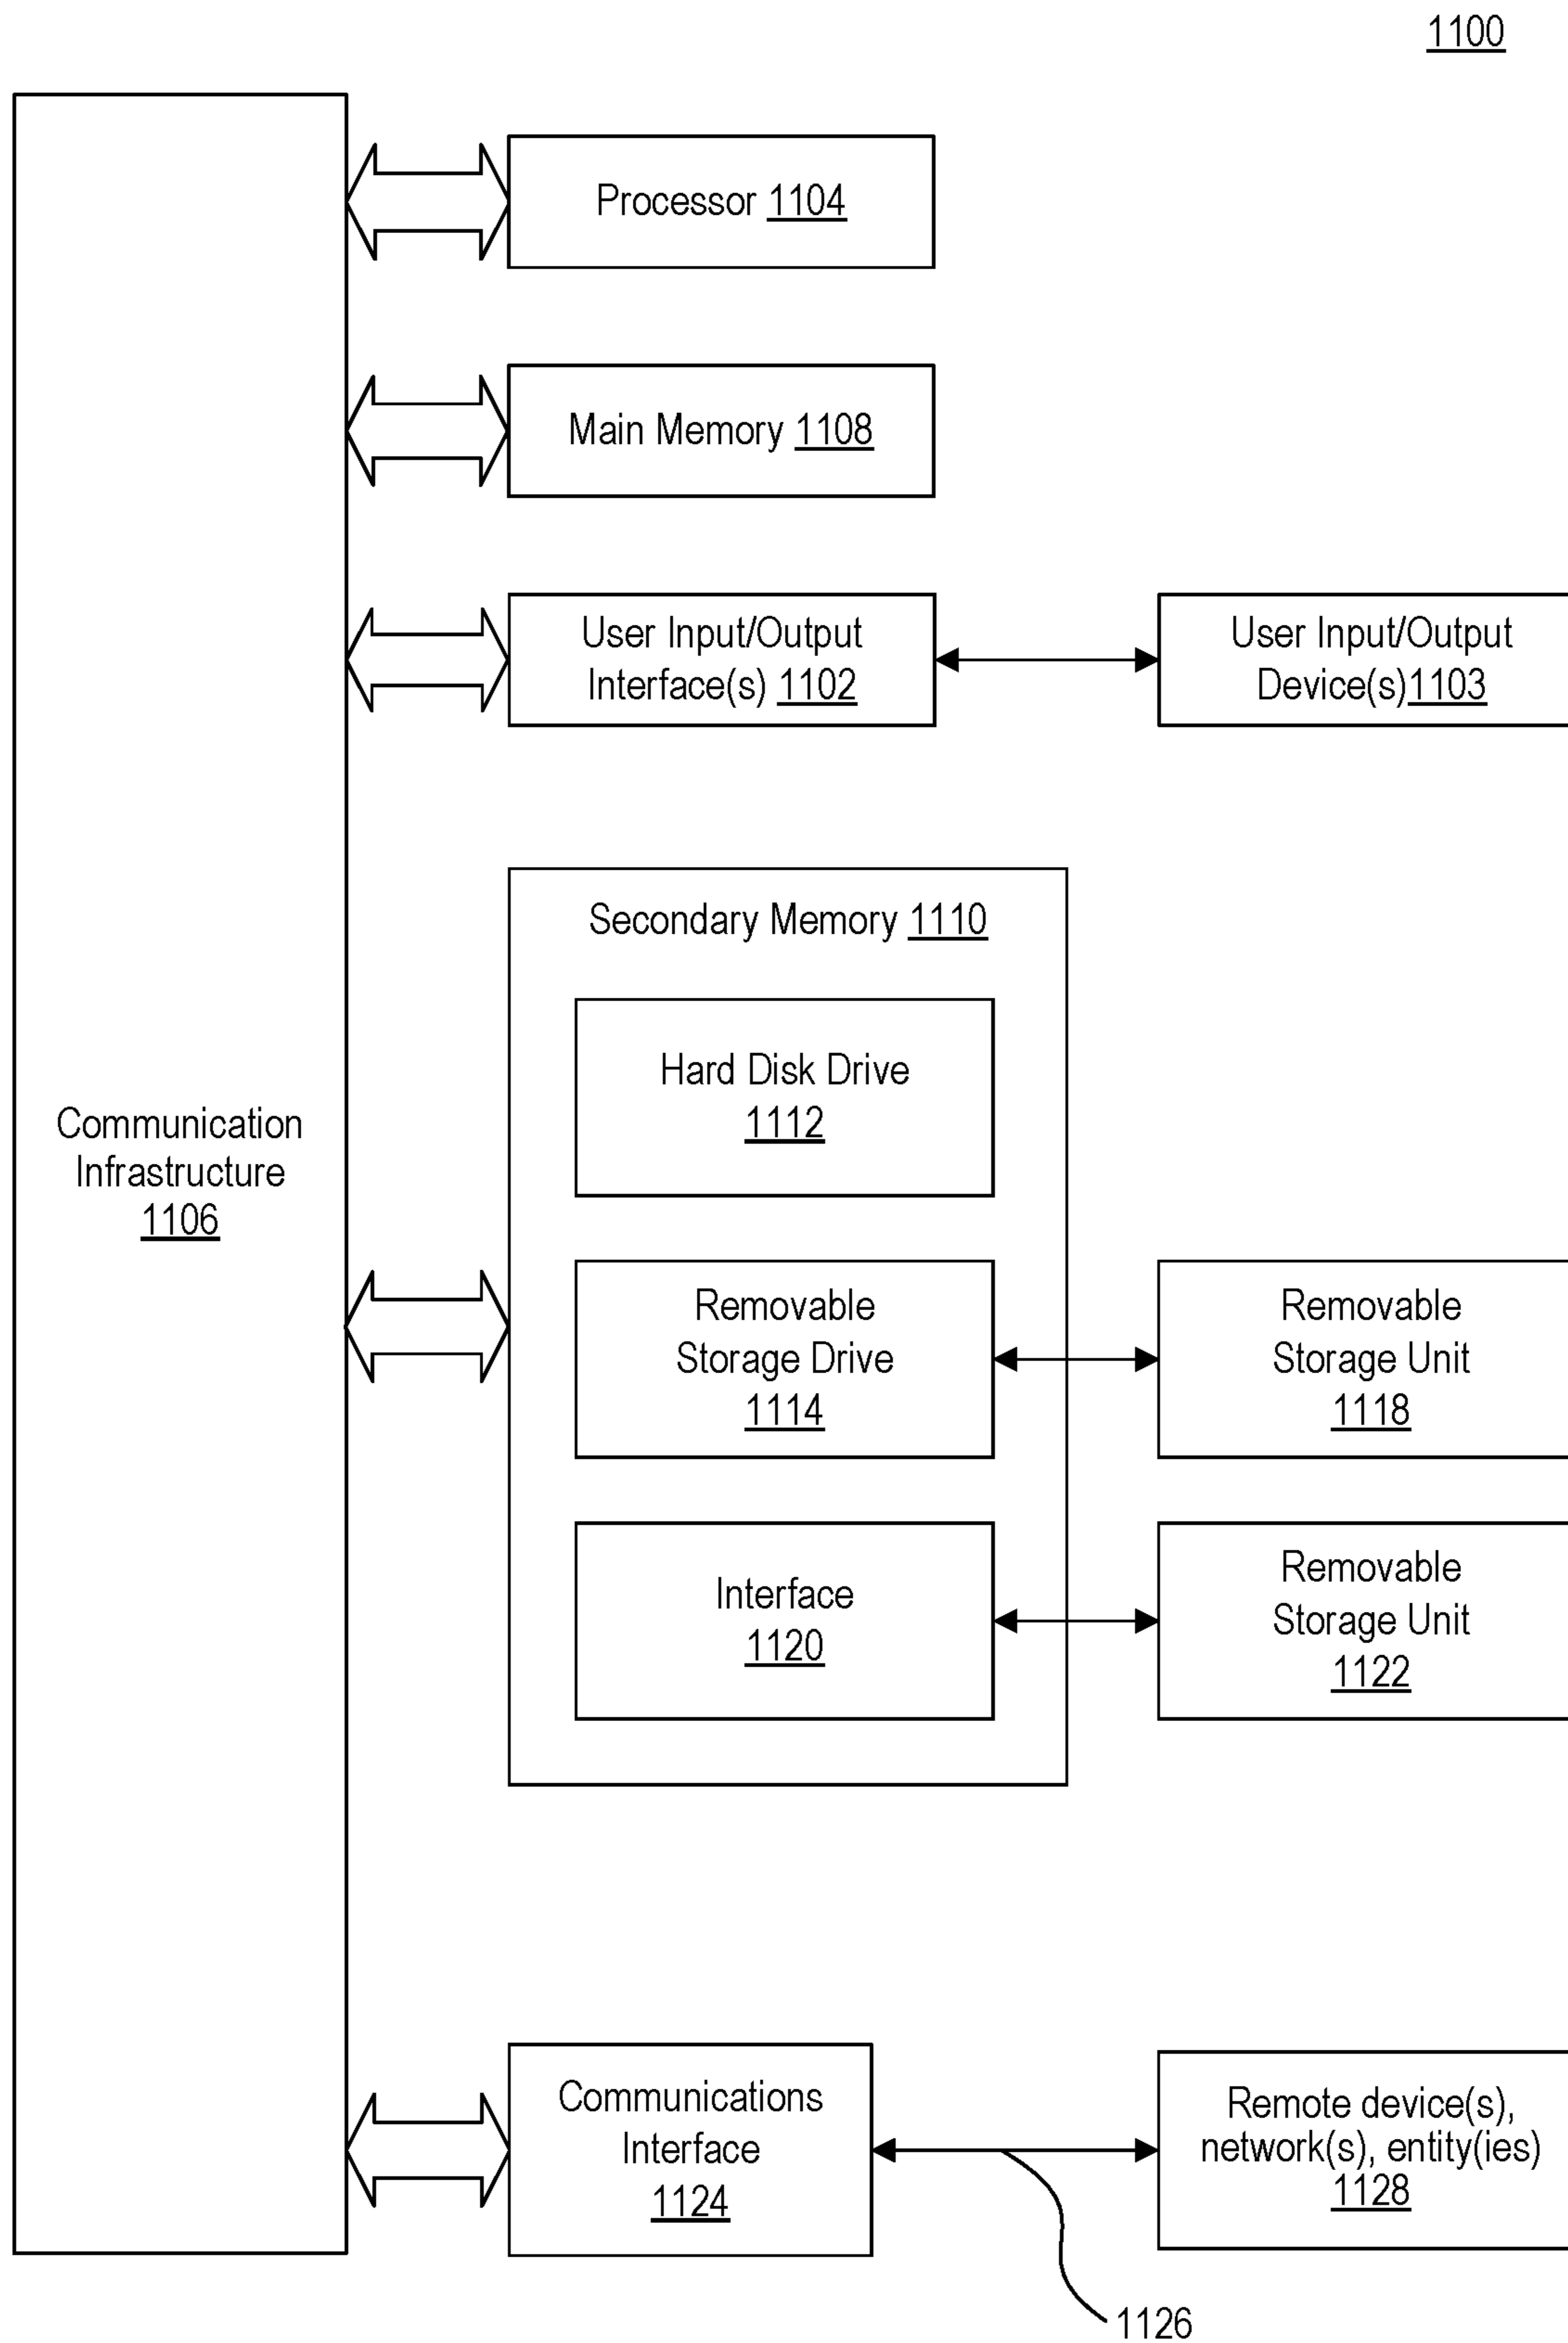 1100
Processor 1104
Main Memory 1108
User Input/Output
Interface(s) 1102
User Input/Output
Device(s)1103
Secondary Memory 1110
Hard Disk Drive
1112
Communication
Infrastructure
1106
Removable
Storage Drive
1114
Removable
Storage Unit
1118
Interface
1120
Removable
Storage Unit
1122
Communications
Interface
1124
Remote device(s),
network(s), entity(ies)
1128
1126